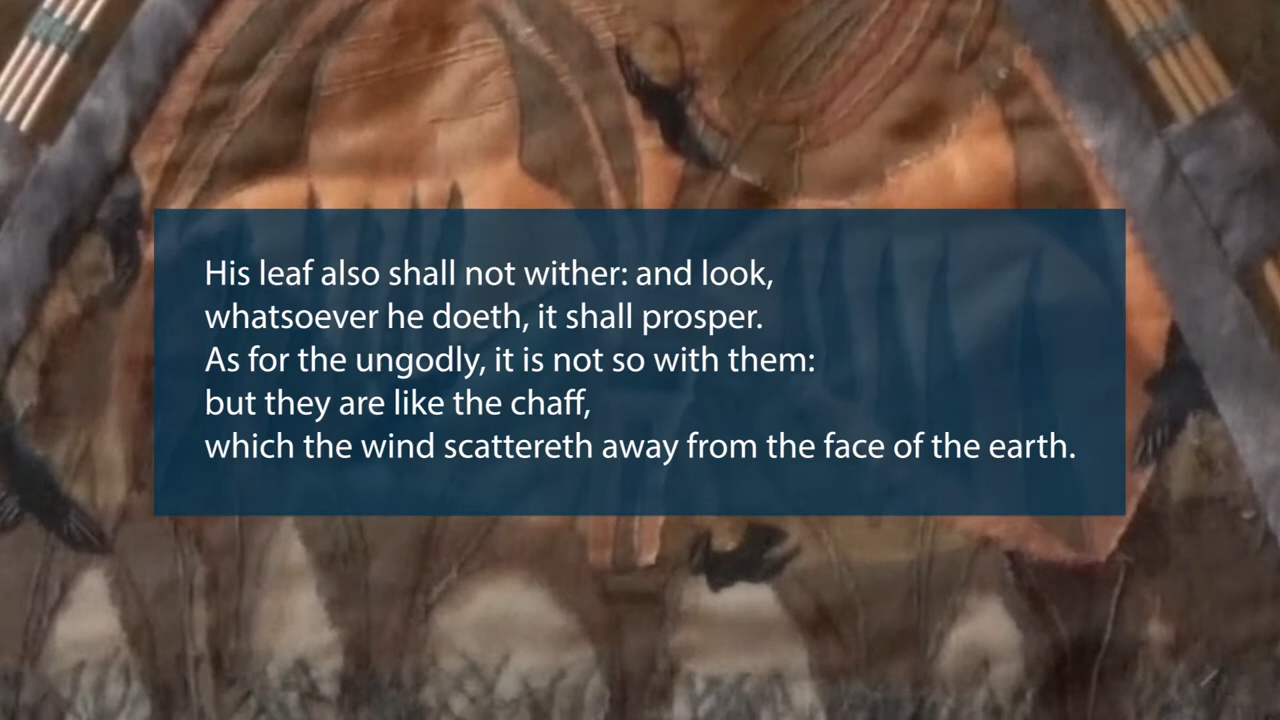 His leaf also shall not wither: and look,
whatsoever he doeth, it shall prosper.
As for the ungodly, it is not so with them:
but they are like the chaff,
which the wind scattereth away from the face of the earth.